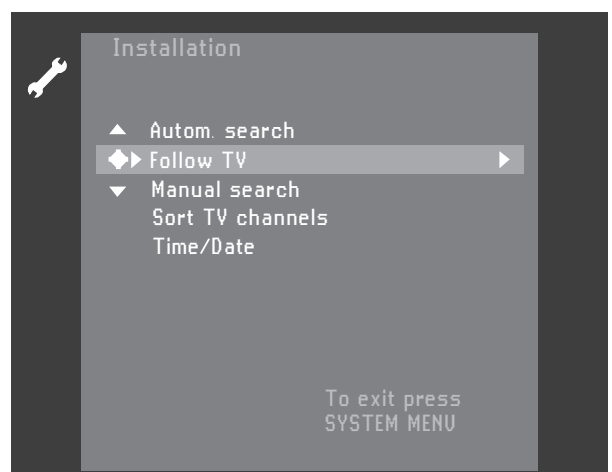 Installation
Autom. search
Follow TV
Manual search
Sort TV channels
Time/Date
To exit press
SYSTEM MENU